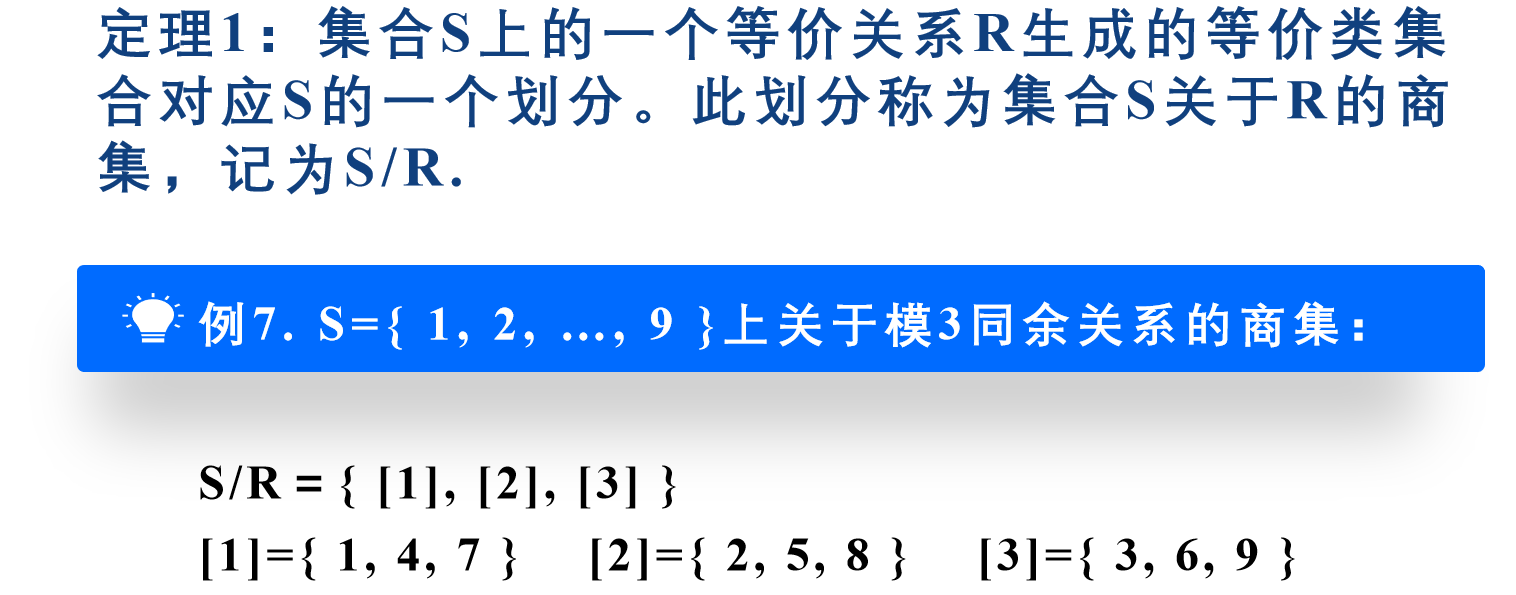 定理1：集合S上的一个等价关系R生成的等价类集
合对应S的一个划分。此划分称为集合S关于R的商
集，记为S/R.
例7. S={ 1, 2, …, 9 }上关于模3同余关系的商集：
S/R = { [1], [2], [3] }
[1]={ 1, 4, 7 } [2]={ 2, 5, 8 } [3]={ 3, 6, 9 }